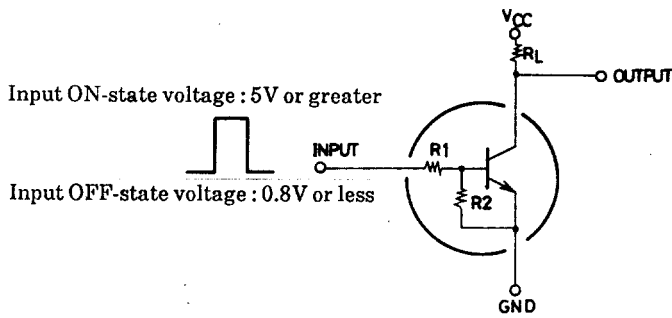 VCC
RL
OUTPUT
Input ON-state voltage : 5V or greater
INPUT
R1
Input OFF-state voltage : 0.8V or less
R2
GND